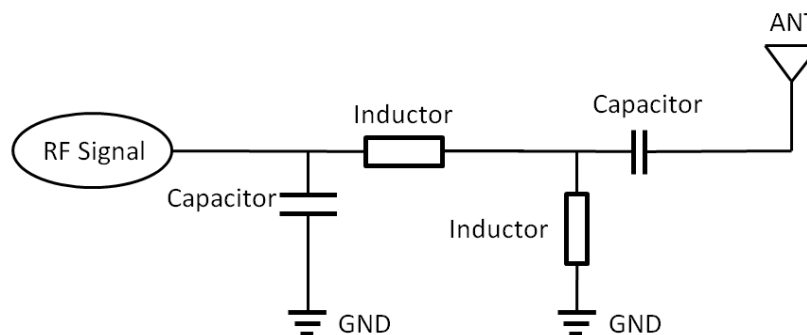 ANT
Inductor
Capacitor
RF Signal
Capacitor
Inductor
GND
GND